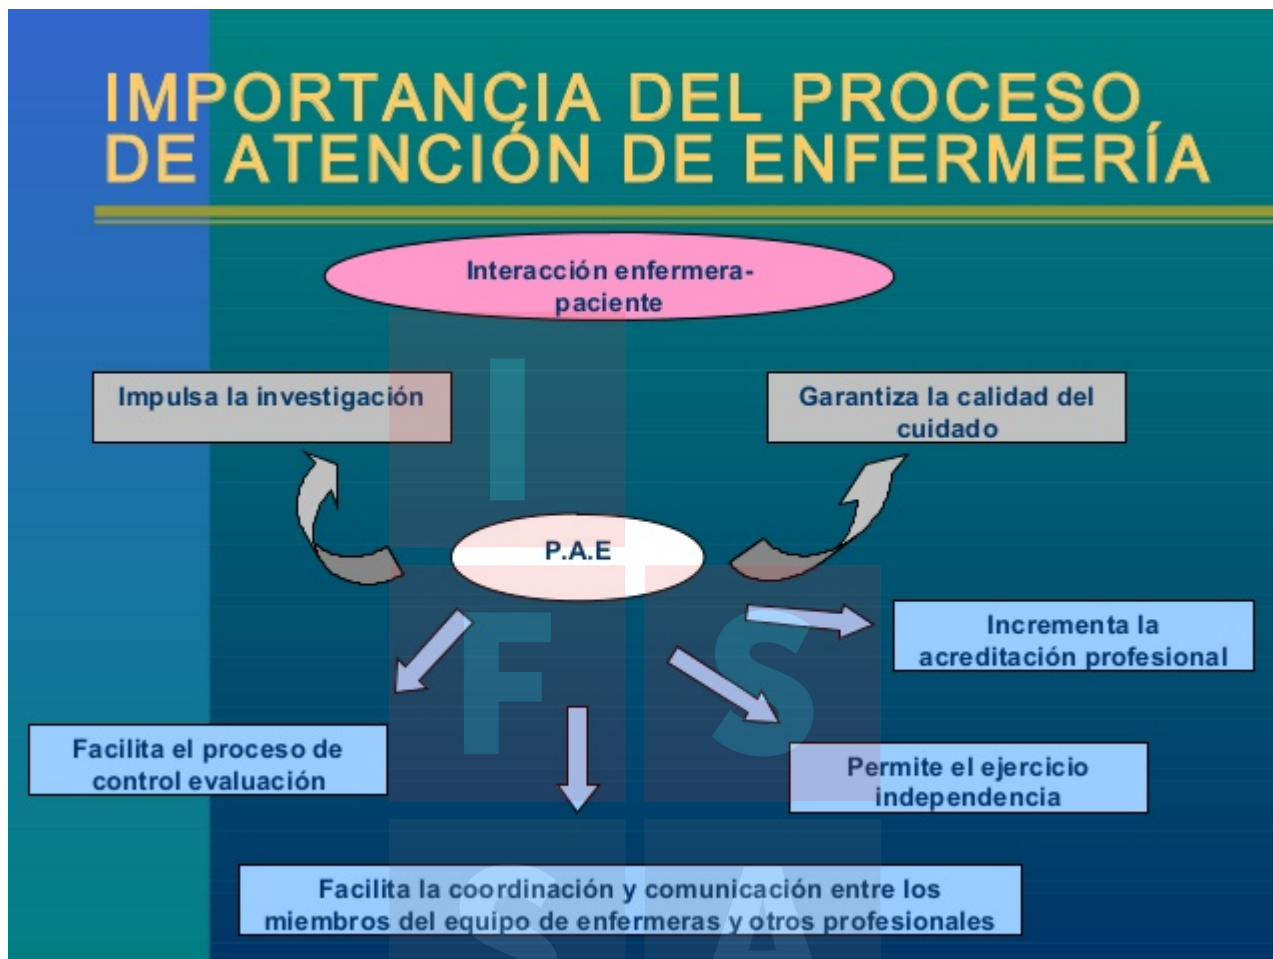 IMPORTANCIA DEL PROCESO
DE ATENCIÓN DE ENFERMERÍA
Interacción enfermera-
paciente
Impulsa la investigación
Garantiza la calidad del
cuidado
P.A.E
Incrementa la
acreditación profesional
Facilita el proceso de
control evaluación
Permite el ejercicio
independencia
Facilita la coordinación y comunicación entre los
miembros del equipo de enfermeras y otros profesionales
I
F S
S A